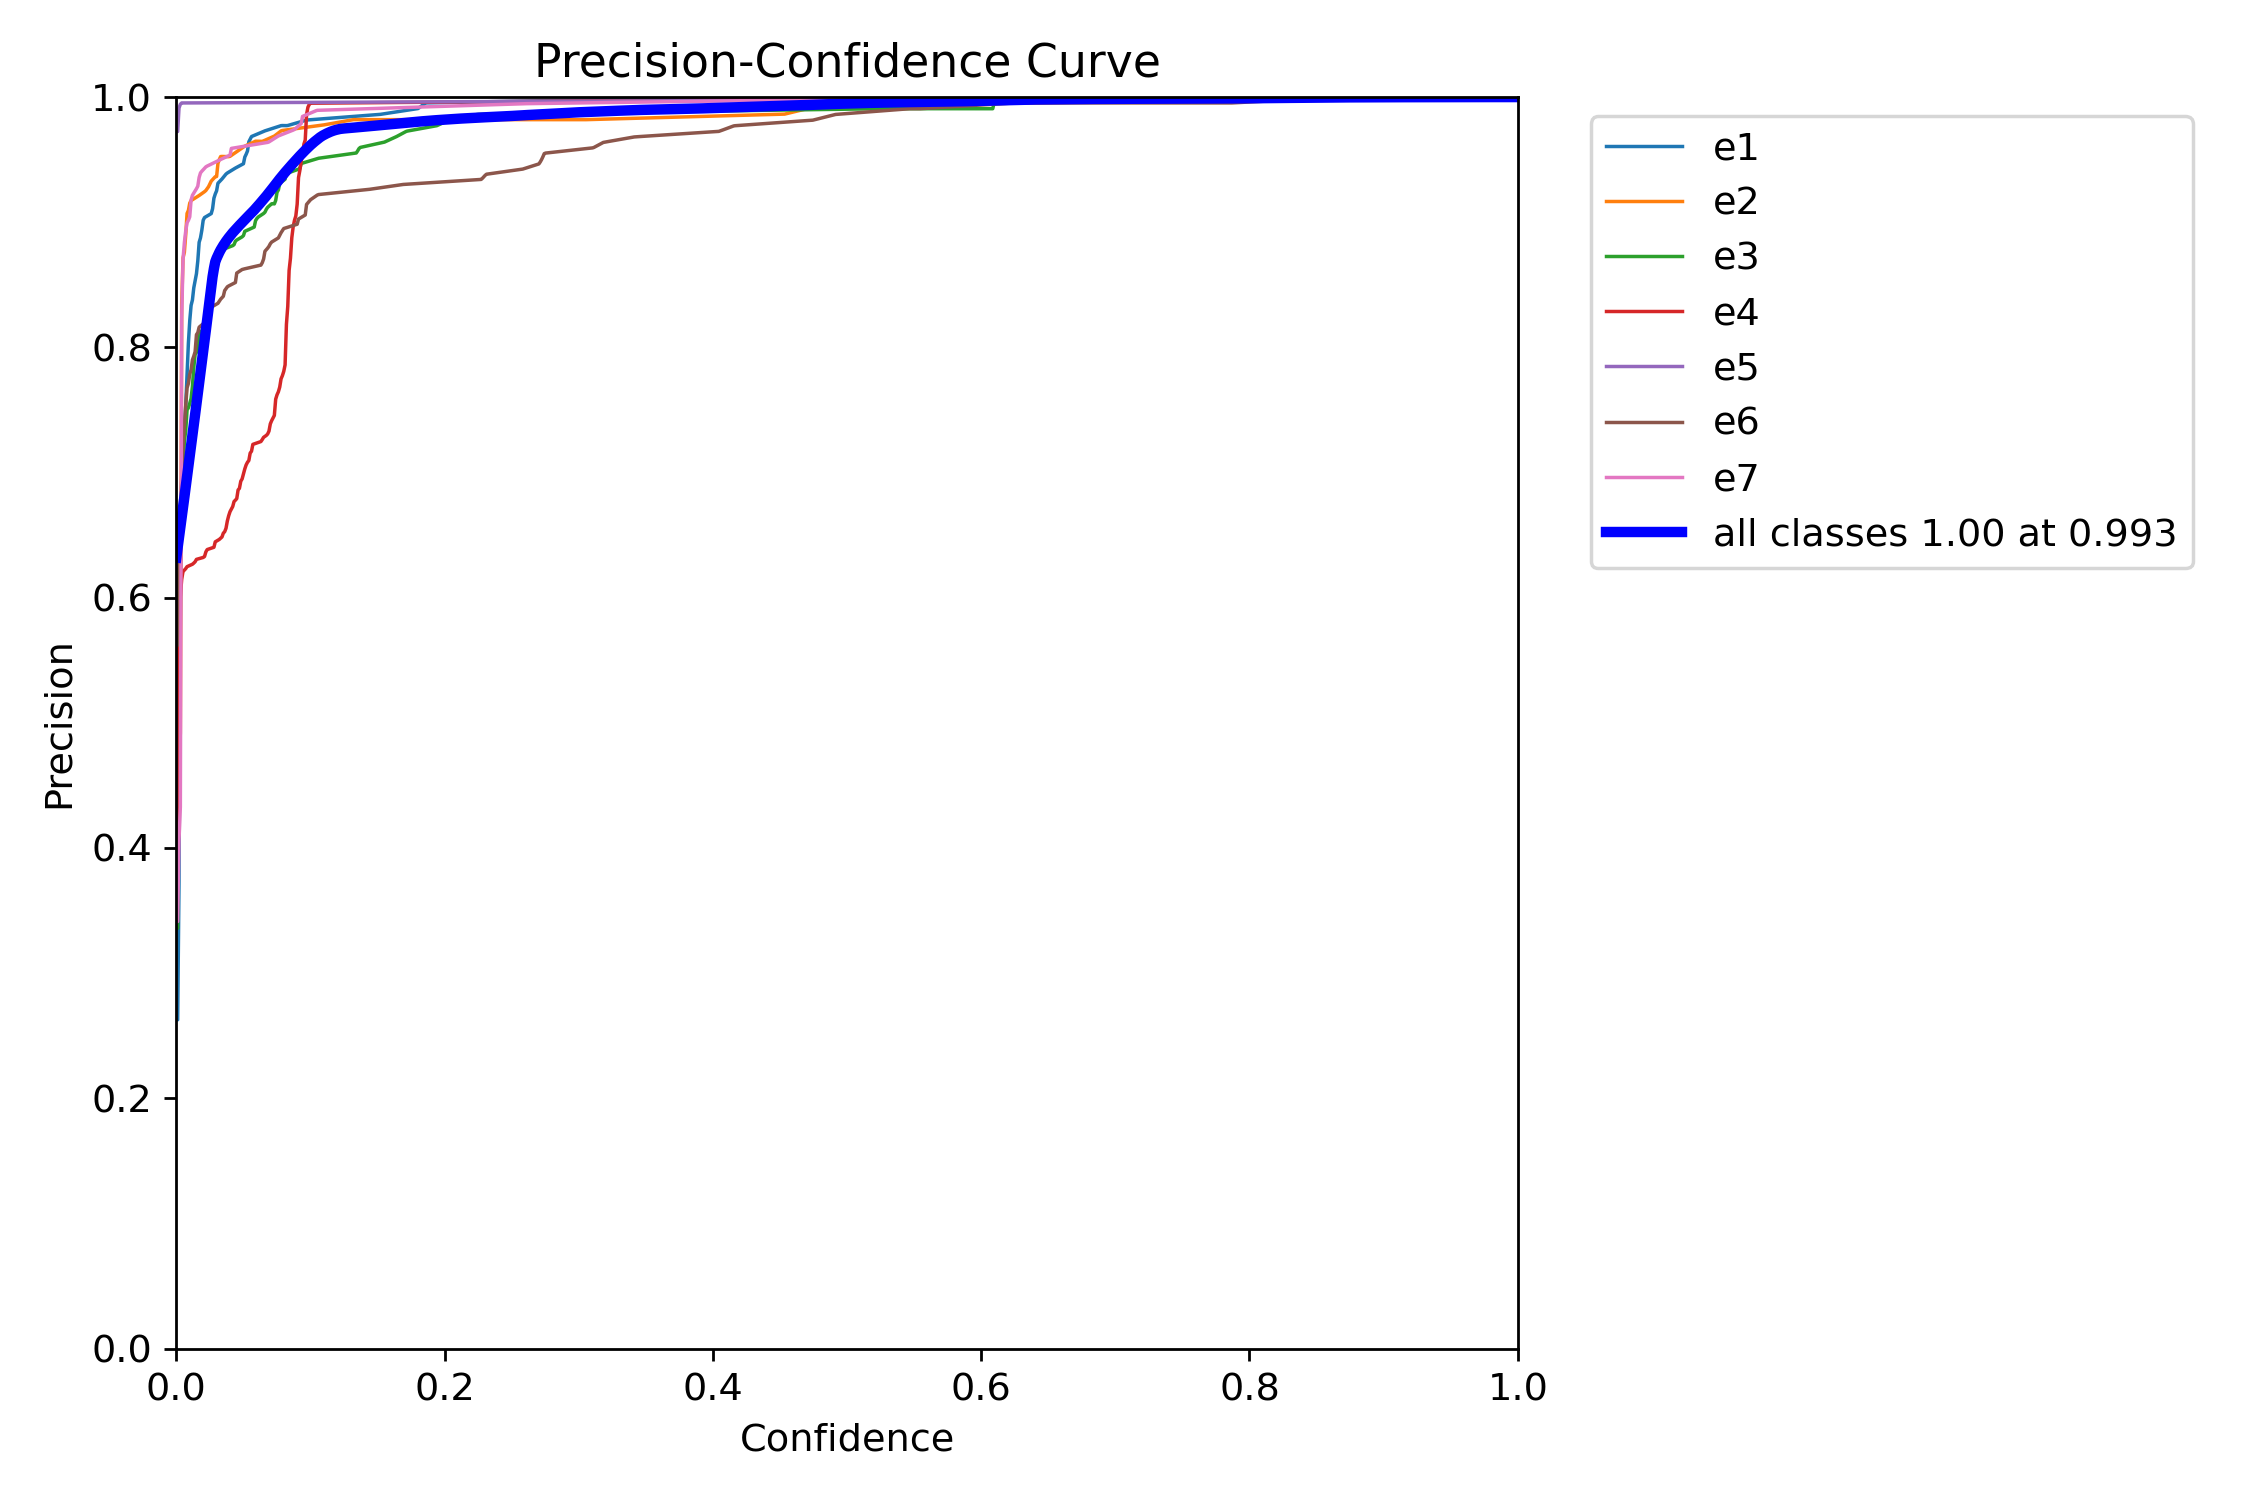 Precision-Confidence Curve
1.0
0.8
0.6
0.4
0.2
0.0
Precision
0.0 0.2 0.4 0.6 0.8 1.0
Confidence
e1
e2
e3
e4
e5
e6
e7
all classes 1.00 at 0.993